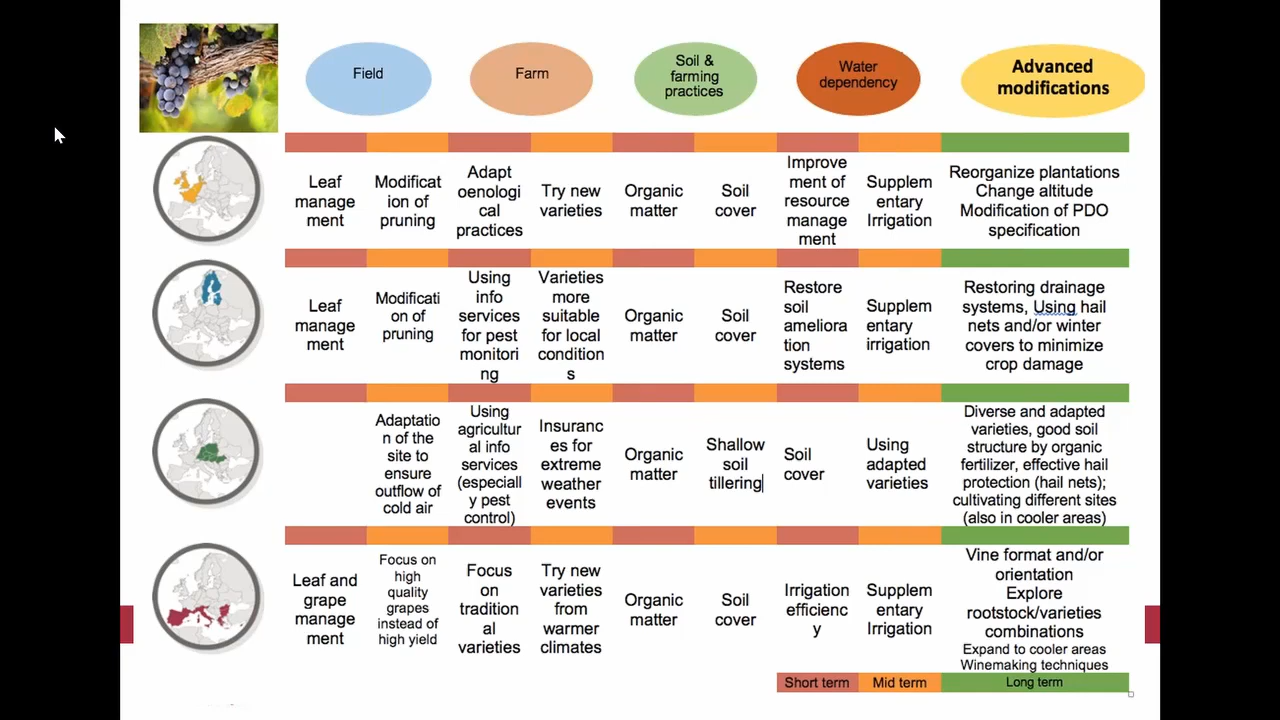 Field
Farm
Soil &
farming
practices
Water
dependency
Advanced
modifications
Leaf
manage
ment
Modificat
ion of
pruning
Adapt
oenologi
cal
practices
Try new
varieties
Organic
matter
Soil
cover
Improve
ment of
resource
manage
ment
Supplem
entary
Irrigation
Reorganize plantations
Change altitude
Modification of PDO
specification
Leaf
manage
ment
Modificati
on of
pruning
Using
info
services
for pest
monitori
ng
Varieties
more
suitable
for local
condition
s
Organic
matter
Soil
cover
Restore
soil
ameliora
tion
systems
Supplem
entary
irrigation
Restoring drainage
systems, Using hail
nets and/or winter
covers to minimize
crop damage
Adaptatio
n of the
site to
ensure
outflow of
cold air
Using
agricultur
al info
services
(especiall
y pest
control)
Insuranc
es for
extreme
weather
events
Organic
matter
Shallow
soil
tillering
Soil
cover
Using
adapted
varieties
Diverse and adapted
varieties, good soil
structure by organic
fertilizer, effective hail
protection (hail nets);
cultivating different sites
(also in cooler areas)
Leaf and
grape
manage
ment
Focus on
high
quality
grapes
instead of
high yield
Focus
on
tradition
al
varieties
Try new
varieties
from
warmer
climates
Organic
matter
Soil
cover
Irrigation
efficienc
y
Supplem
entary
Irrigation
Vine format and/or
orientation
Explore
rootstock/varieties
combinations
Expand to cooler areas
Winemaking techniques
Short term
Mid term
Long term